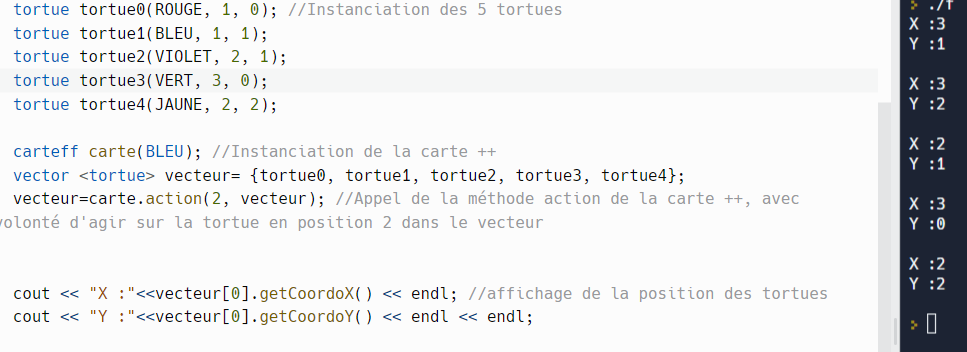 tortue tortue0(ROUGE, 1, 0); //Instanciation des 5 tortues
tortue tortue1(BLEU, 1, 1);
tortue tortue2(VIOLET, 2, 1);
tortue tortue3(VERT, 3, 0);
tortue tortue4(JAUNE, 2, 2);
carteff carte(BLEU); //Instanciation de la carte ++
vector <tortue> vecteur= {tortue0, tortue1, tortue2, tortue3, tortue4};
vecteur=carte.action(2, vecteur); //Appel de la méthode action de la carte ++, avec
volonté d'agir sur la tortue en position 2 dans le vecteur
cout << "X :"<<vecteur[0].getCoordoX() << endl; //affichage de la position des tortues
cout << "Y :"<<vecteur[0].getCoordoY() << endl << endl;
> ./f
X :3
Y :1
X :3
Y :2
X :2
Y :1
X :3
Y :0
X :2
Y :2
>